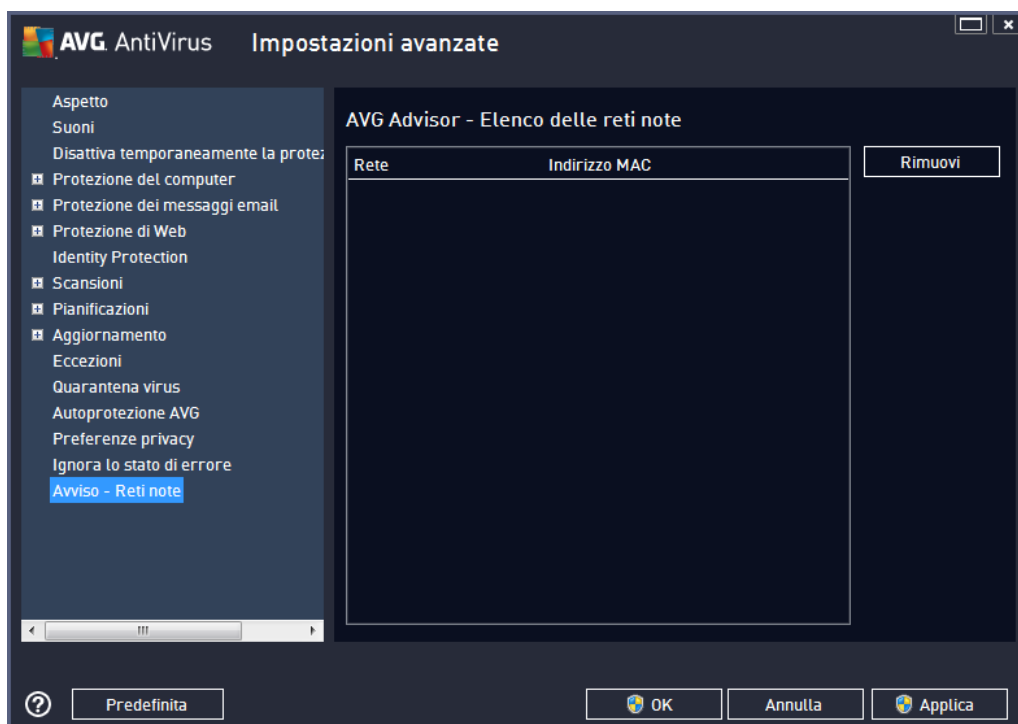 AVG. AntiVirus Impostazioni avanzate
Aspetto
Suoni
Disattiva temporaneamente la protez
Protezione del computer
Protezione dei messaggi email
Protezione di Web
Identity Protection
Scansioni
Pianificazioni
Aggiornamento
Eccezioni
Quarantena virus
Autoprotezione AVG
Preferenze privacy
Ignora lo stato di errore
Avviso - Reti note
AVG Advisor - Elenco delle reti note
Rete Indirizzo MAC
Rimuovi
Predefinita
OK
Annulla
Applica